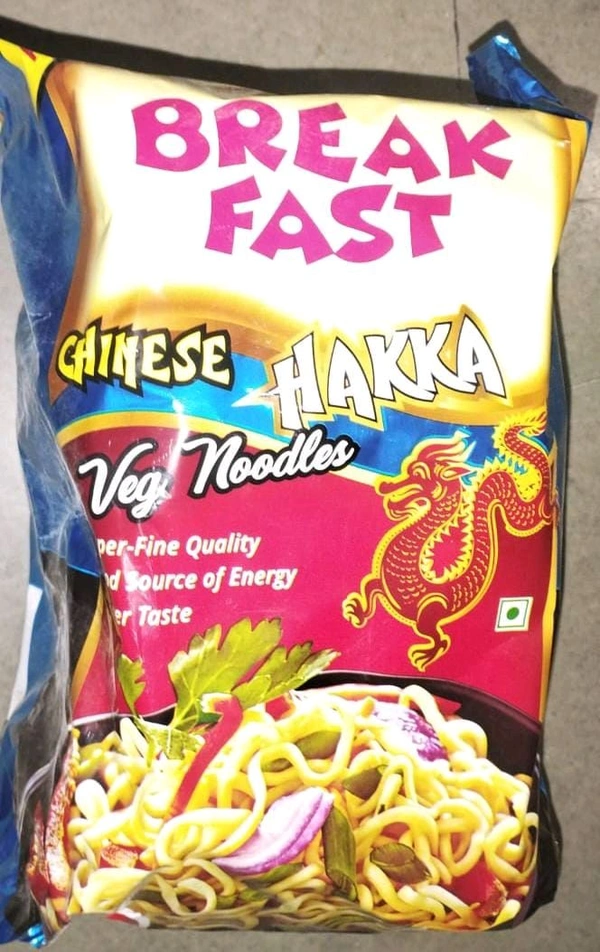 BREAK
FAST
CHINESE HAKKA
Veg. Noodles
per-Fine Quality
d Source of Energy
er Taste